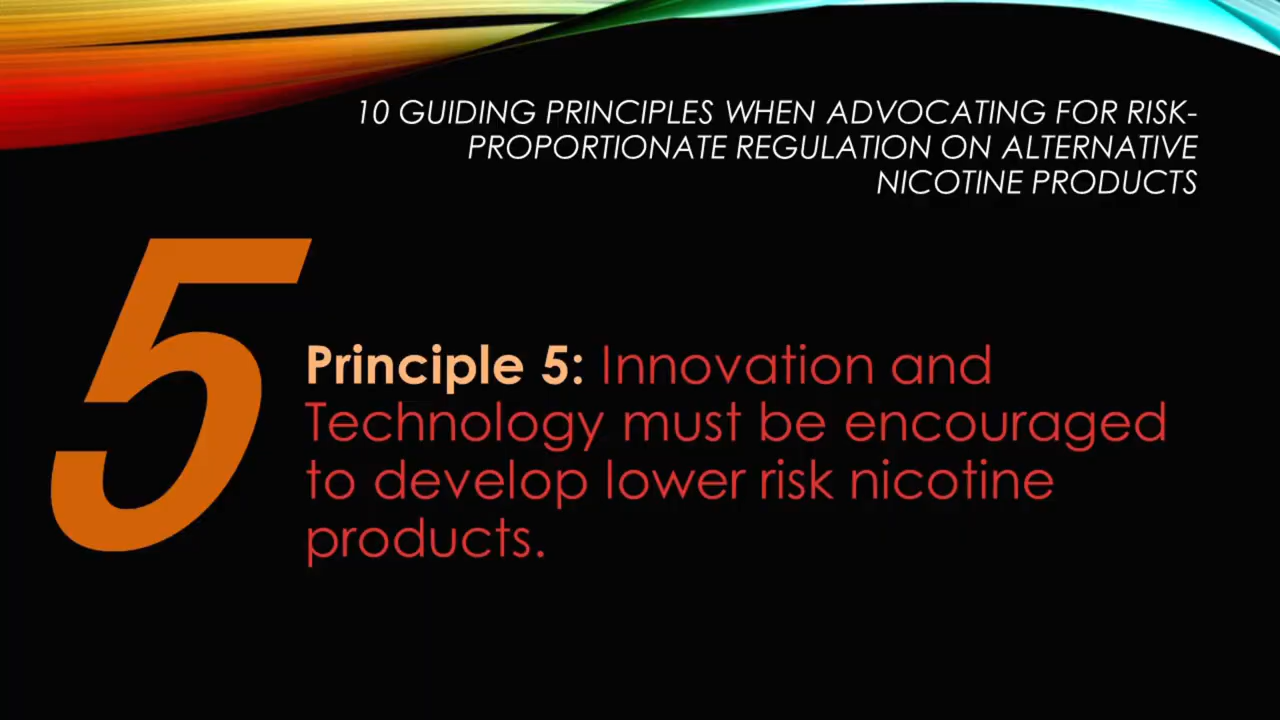 10 GUIDING PRINCIPLES WHEN ADVOCATING FOR RISK-
PROPORTIONATE REGULATION ON ALTERNATIVE
NICOTINE PRODUCTS
5
Principle 5: Innovation and
Technology must be encouraged
to develop lower risk nicotine
products.